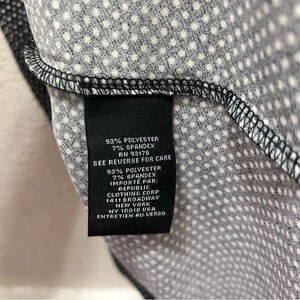 93% POLYESTER
7% SPANDEX
RN 93178
SEE REVERSE FOR CARE
93% POLYESTER
7% SPANDEX
IMPORTÉ PAR:
REPUBLIC
CLOTHING CORP
1411 BROADWAY
NEW YORK
NY 10018 USA
ENTRETIEN AU VERSO